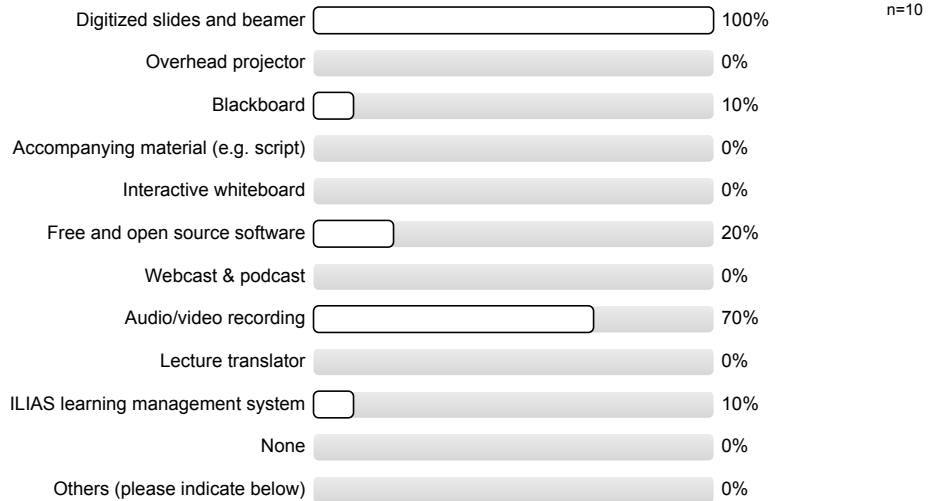 Digitized slides and beamer 100% n=10
Overhead projector 0%
Blackboard 10%
Accompanying material (e.g. script) 0%
Interactive whiteboard 0%
Free and open source software 20%
Webcast & podcast 0%
Audio/video recording 70%
Lecture translator 0%
ILIAS learning management system 10%
None 0%
Others (please indicate below) 0%